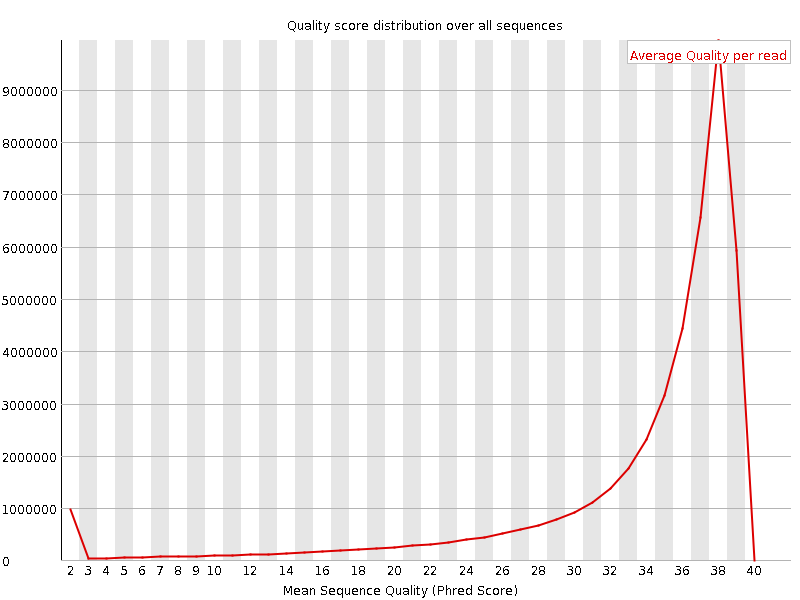 Quality score distribution over all sequences
Average Quality per read
9000000
8000000
7000000
6000000
5000000
4000000
3000000
2000000
1000000
0
2 3 4 5 6 7 8 9 10 12 14 16 18 20 22 24 26 28 30 32 34 36 38 40
Mean Sequence Quality (Phred Score)